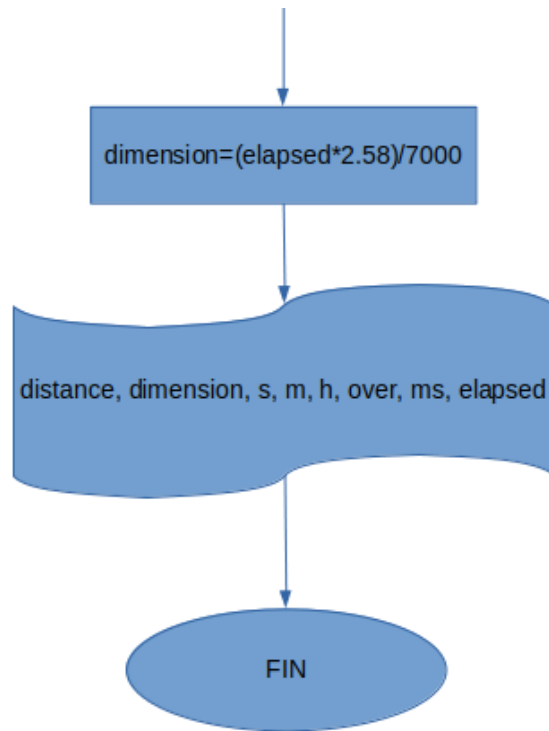 dimension=(elapsed*2.58)/7000
distance, dimension, s, m, h, over, ms, elapsed
FIN